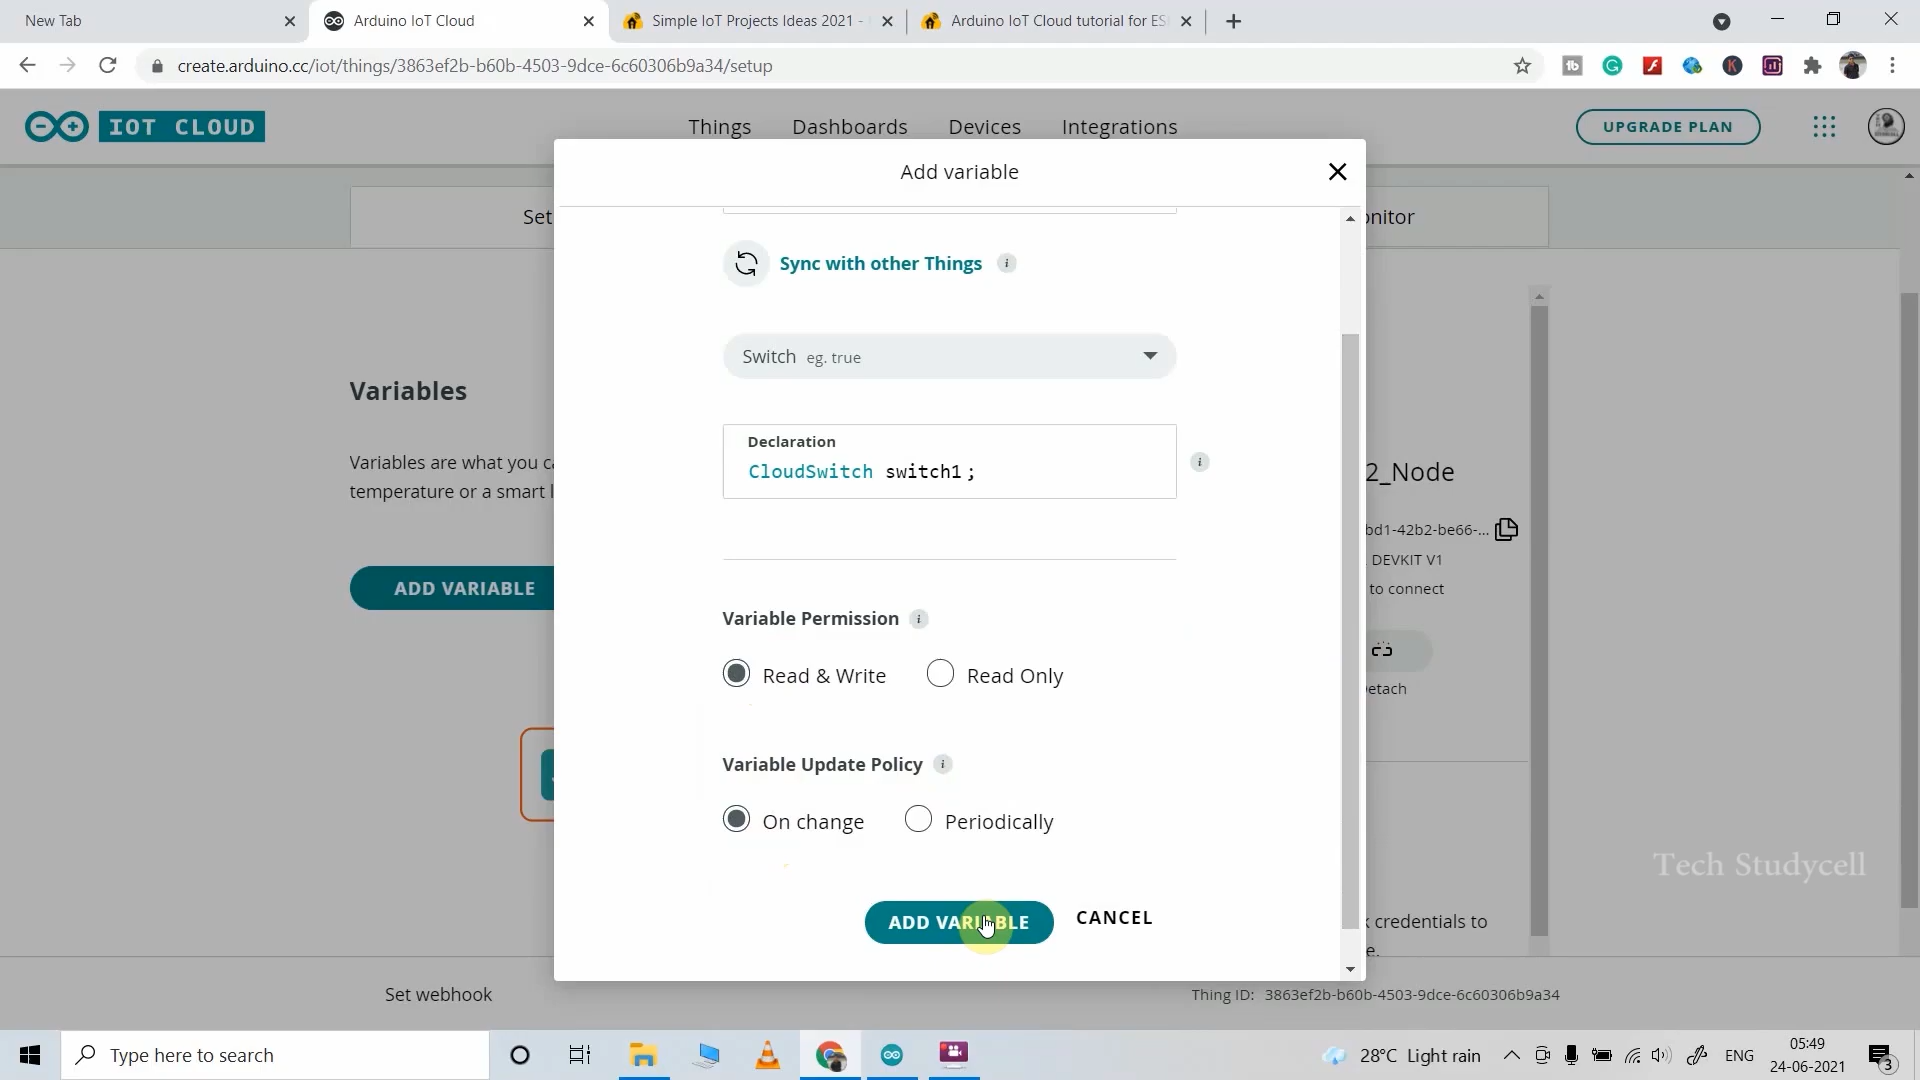 New Tab
Arduino IoT Cloud
Simple IoT Projects Ideas 2021 -
Arduino IoT Cloud tutorial for ES
create.arduino.cc/iot/things/3863ef2b-b60b-4503-9dce-6c60306b9a34/setup
IOT CLOUD
Things
Dashboards
Devices
Integrations
UPGRADE PLAN
Add variable
Set
onitor
Sync with other Things
Switch eg. true
Variables
Declaration
CloudSwitch switch1;
Variables are what you ca
temperature or a smart l
2_Node
bd1-42b2-be66-...
DEVKIT V1
to connect
ADD VARIABLE
Variable Permission
Read & Write
Read Only
etach
Variable Update Policy
On change
Periodically
Tech Studycell
ADD VARIABLE
CANCEL
k credentials to
e.
Set webhook
Thing ID: 3863ef2b-b60b-4503-9dce-6c60306b9a34
Type here to search
28°C Light rain
ENG
05:49
24-06-2021
3